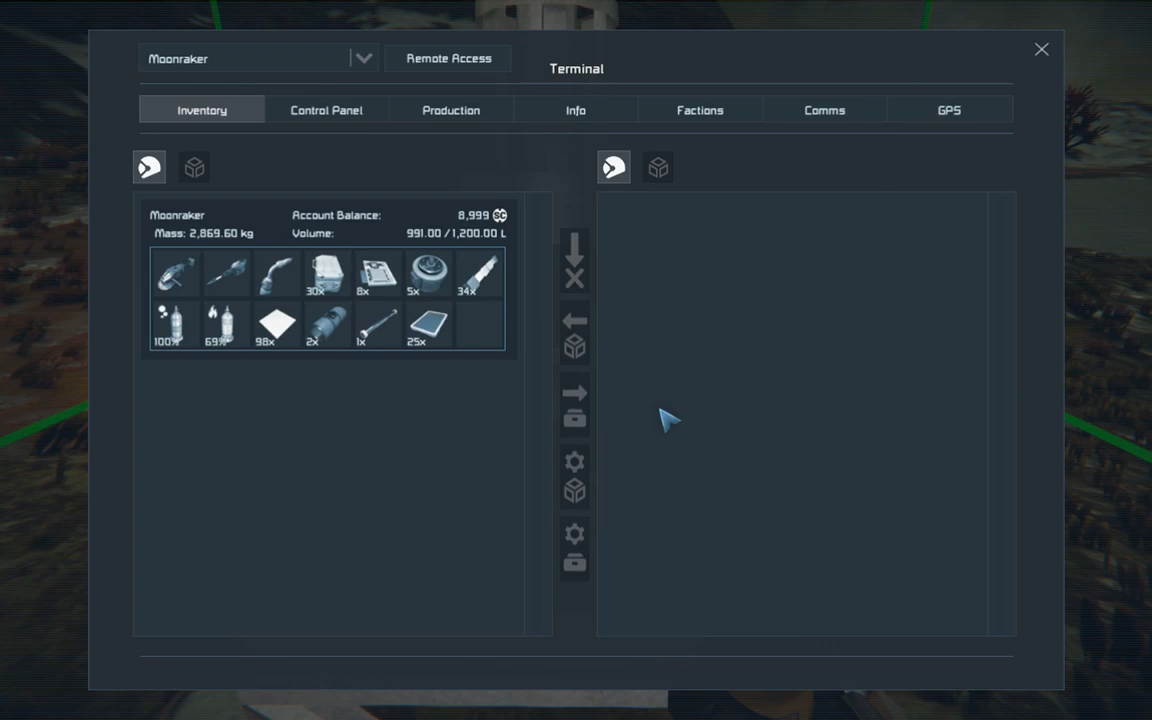 Moonraker
Remote Access
Terminal
Inventory
Control Panel
Production
Info
Factions
Comms
GPS
Moonraker
Account Balance:
8,999 SC
Mass: 2,869.60 kg
Volume:
991.00 / 1,200.00 L
30x
8x
5x
34x
100%
69%
98x
2x
1x
25x